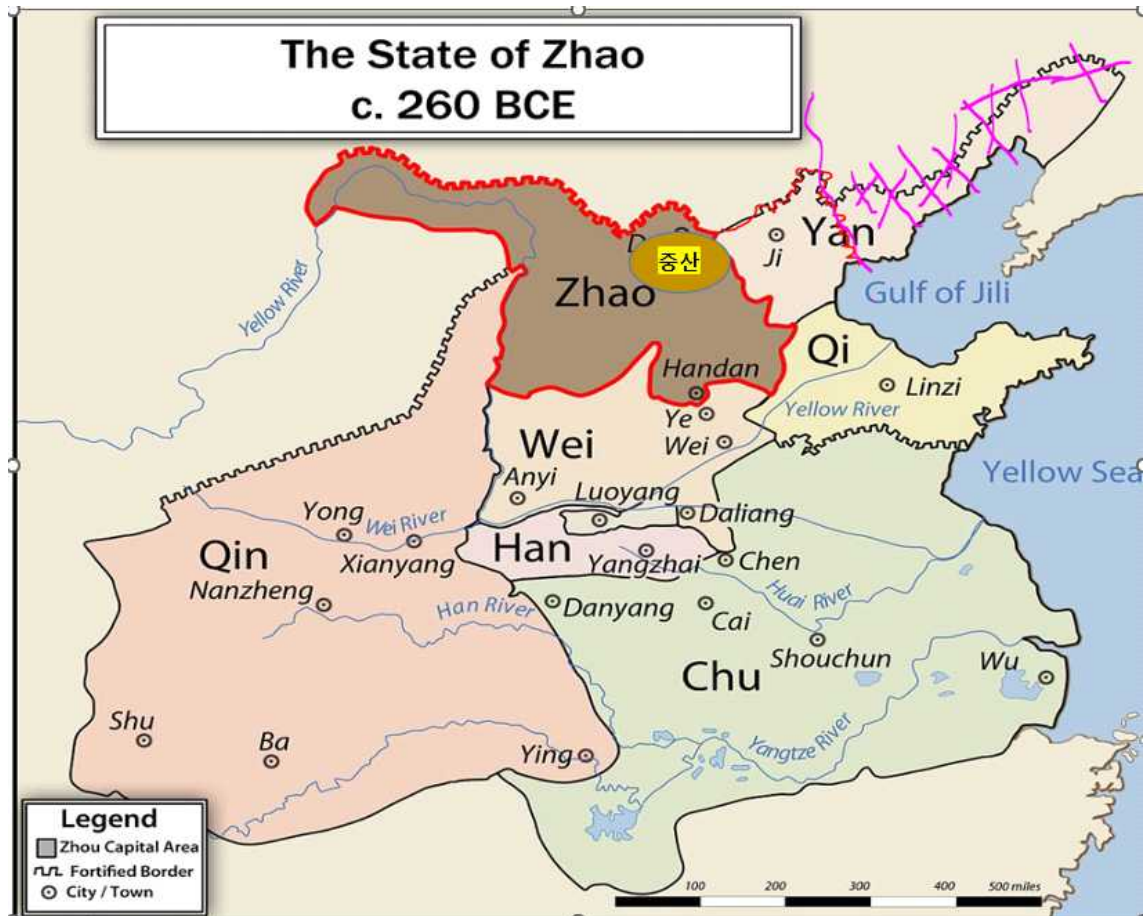 The State of Zhao
c. 260 BCE
Yan
Ji
중산
Zhao
Yellow River
Gulf of Jili
Qi
Handan
Linzi
Ye
Yellow River
Wei
Wei
Yellow Sea
Anyi
Luoyang
Yong
Wei River
Daliang
Qin
Xianyang
Han
Yangzhai
Chen
Nanzheng
Han River
Danyang
Cai
Huai River
Shouchun
Chu
Wu
Shu
Ba
Ying
Yangtze River
Legend
Zhou Capital Area
Fortified Border
City / Town
100 200 300 400 500 miles